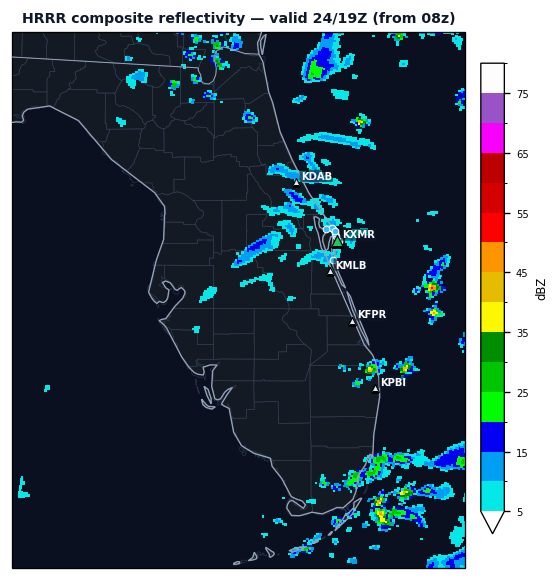 HRRR composite reflectivity — valid 24/19Z (from 08z)
75
65
55
45
35
25
15
5
dBZ
KDAB
KXMR
KMLB
KFPR
KPBI